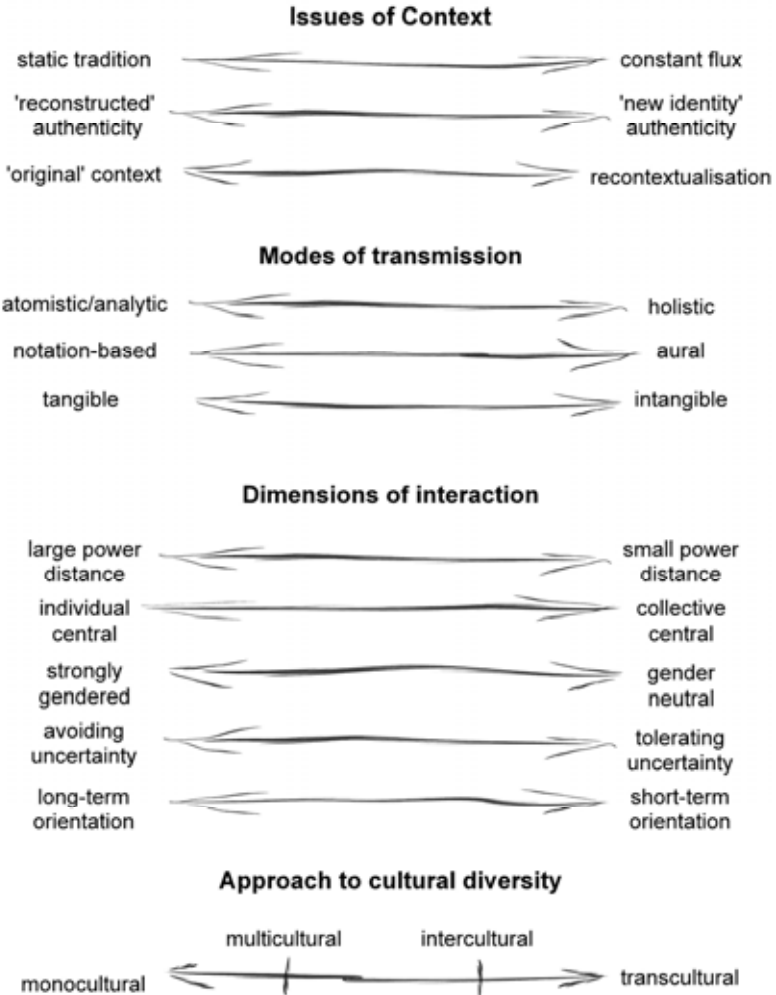 Issues of Context
static tradition constant flux
'reconstructed' 'new identity'
authenticity authenticity
'original' context recontextualisation
Modes of transmission
atomistic/analytic holistic
notation-based aural
tangible intangible
Dimensions of interaction
large power small power
distance distance
individual collective
central central
strongly gender
gendered neutral
avoiding tolerating
uncertainty uncertainty
long-term short-term
orientation orientation
Approach to cultural diversity
multicultural intercultural
monocultural transcultural